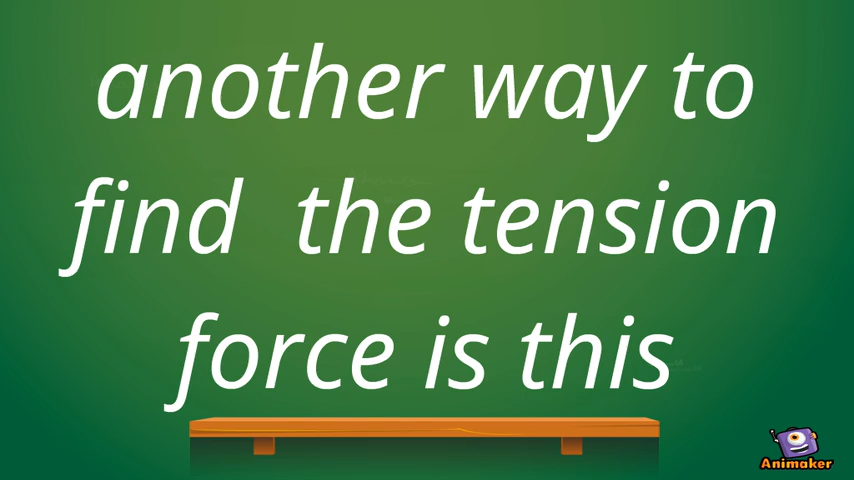 another way to
find the tension
force is this
Animaker